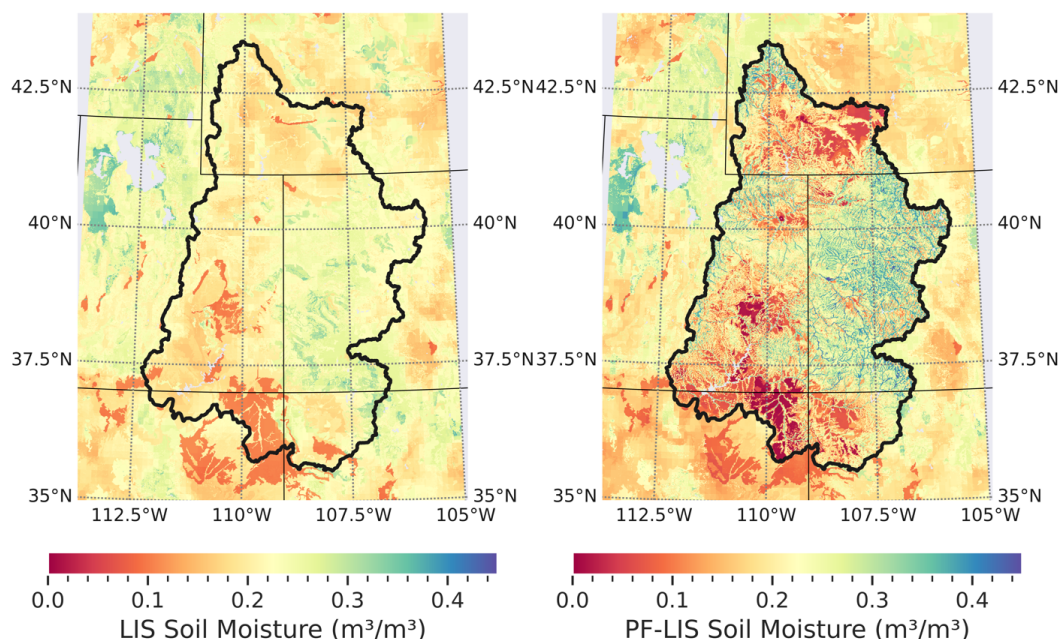 42.5°N
42.5°N
42.5°N
42.5°N
40°N
40°N
40°N
40°N
37.5°N
37.5°N
37.5°N
37.5°N
35°N
35°N
35°N
35°N
112.5°W 110°W 107.5°W 105°W
112.5°W 110°W 107.5°W 105°W
0.0 0.1 0.2 0.3 0.4
0.0 0.1 0.2 0.3 0.4
LIS Soil Moisture (m³/m³)
PF-LIS Soil Moisture (m³/m³)